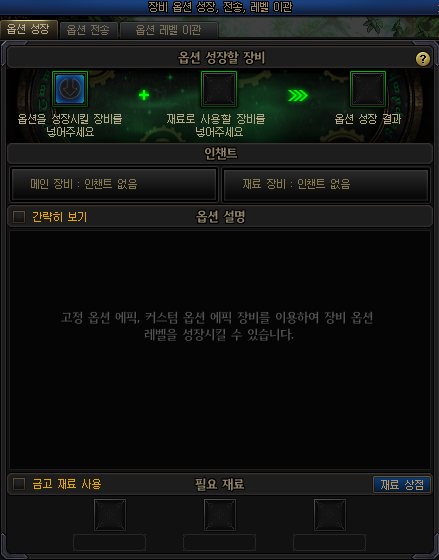 장비 옵션 성장, 전송, 레벨 이관
옵션 성장 옵션 전송 옵션 레벨 이관
옵션 성장할 장비 ?
옵션을 성장시킬 장비를
넣어주세요
재료로 사용할 장비를
넣어주세요
옵션 성장 결과
인챈트
메인 장비 : 인챈트 없음 재료 장비 : 인챈트 없음
간략히 보기 옵션 설명
고정 옵션 에픽, 커스텀 옵션 에픽 장비를 이용하여 장비 옵션
레벨을 성장시킬 수 있습니다.
금고 재료 사용 필요 재료 재료 상점